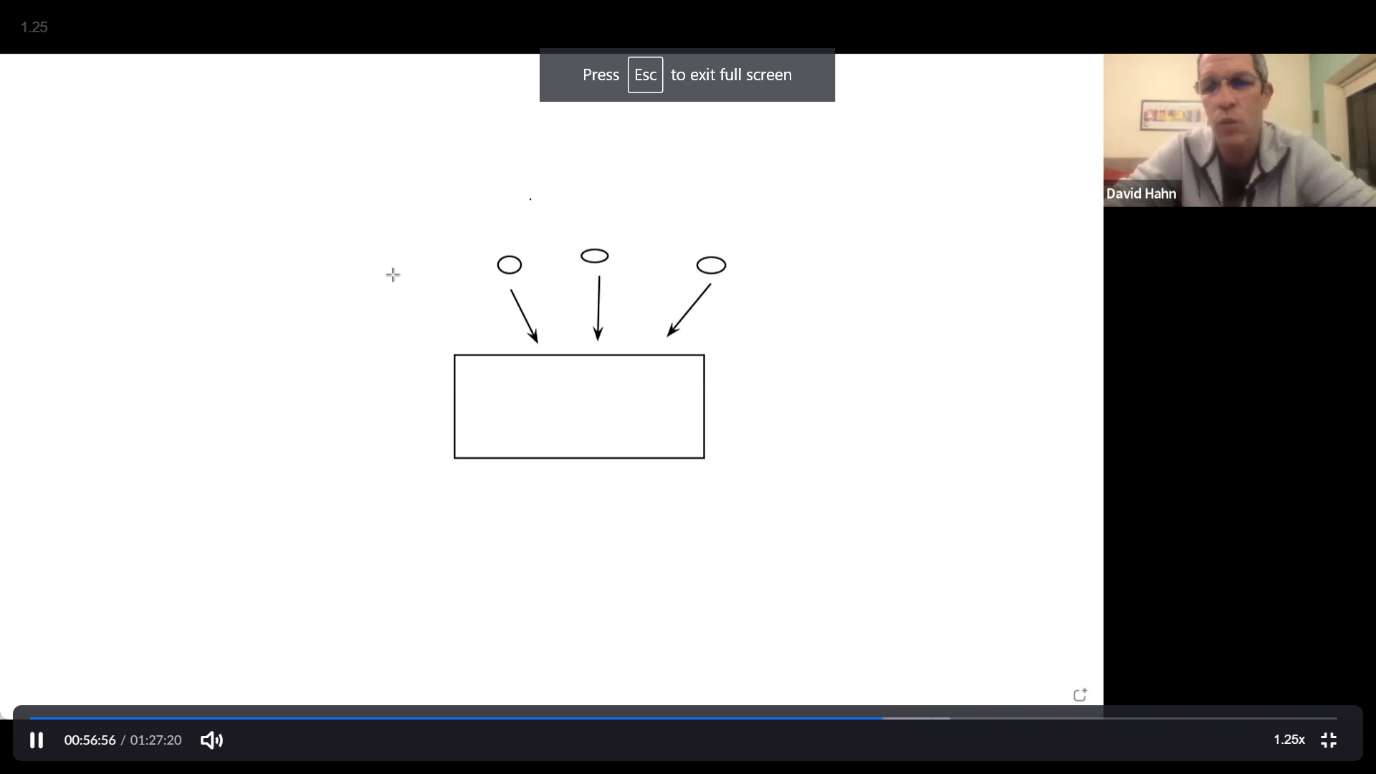 1.25
Press Esc to exit full screen
David Hahn
00:56:56 / 01:27:20
1.25x